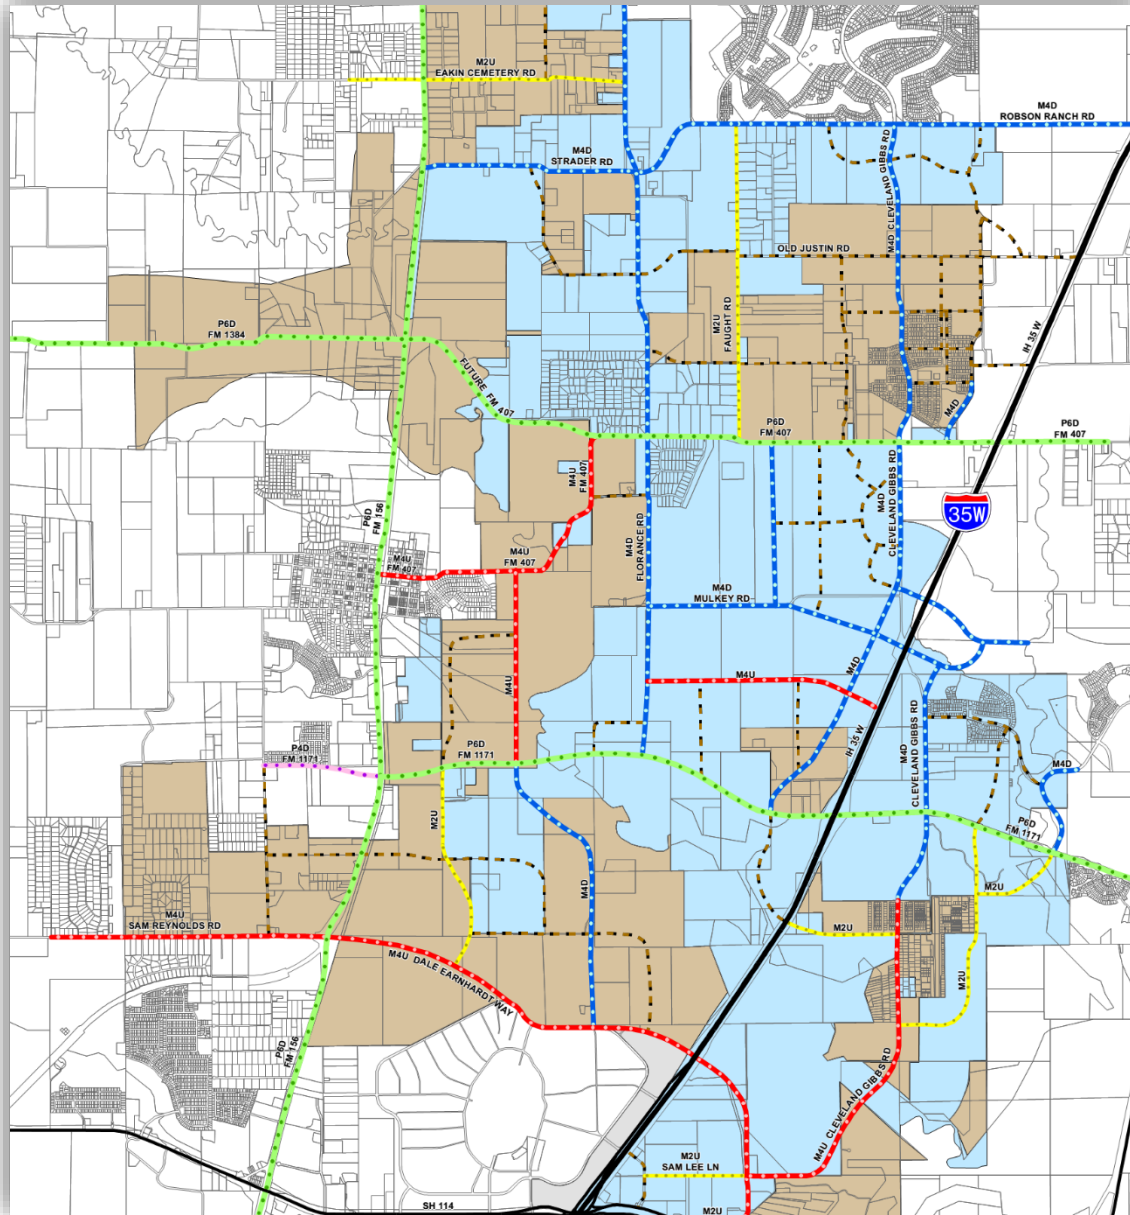 M2U
EAKIN CEMETERY RD
M4D
ROBSON RANCH RD
M4D
STRADER RD
M4D CLEVELAND GIBBS RD
OLD JUSTIN RD
P6D
FM 1384
M2U
FAUGHT RD
IH 35 W
FUTURE FM 407
M4D
P6D
FM 407
P6D
FM 407
M4U
FM 407
P6D
FM 156
M4D
CLEVELAND GIBBS RD
35W
M4D
FLORANCE RD
M4U
FM 407
M4U
FM 407
M4D
MULKEY RD
M4D
M4U
M4U
IH 35 W
M4D
CLEVELAND GIBBS RD
P4D
FM 1171
P6D
FM 1171
M4D
M2U
P6D
FM 1171
M4D
M2U
M4U
SAM REYNOLDS RD
M2U
M4U DALE EARNHARDT WAY
M2U
P6D
FM 156
M4U CLEVELAND GIBBS RD
M2U
SAM LEE LN
SH 114
M2U